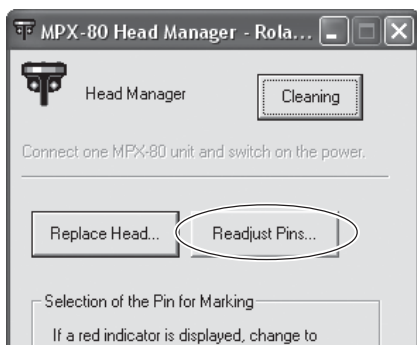 MPX-80 Head Manager - Rola...
Head Manager
Cleaning
Connect one MPX-80 unit and switch on the power.
Replace Head...
Readjust Pins...
Selection of the Pin for Marking
If a red indicator is displayed, change to